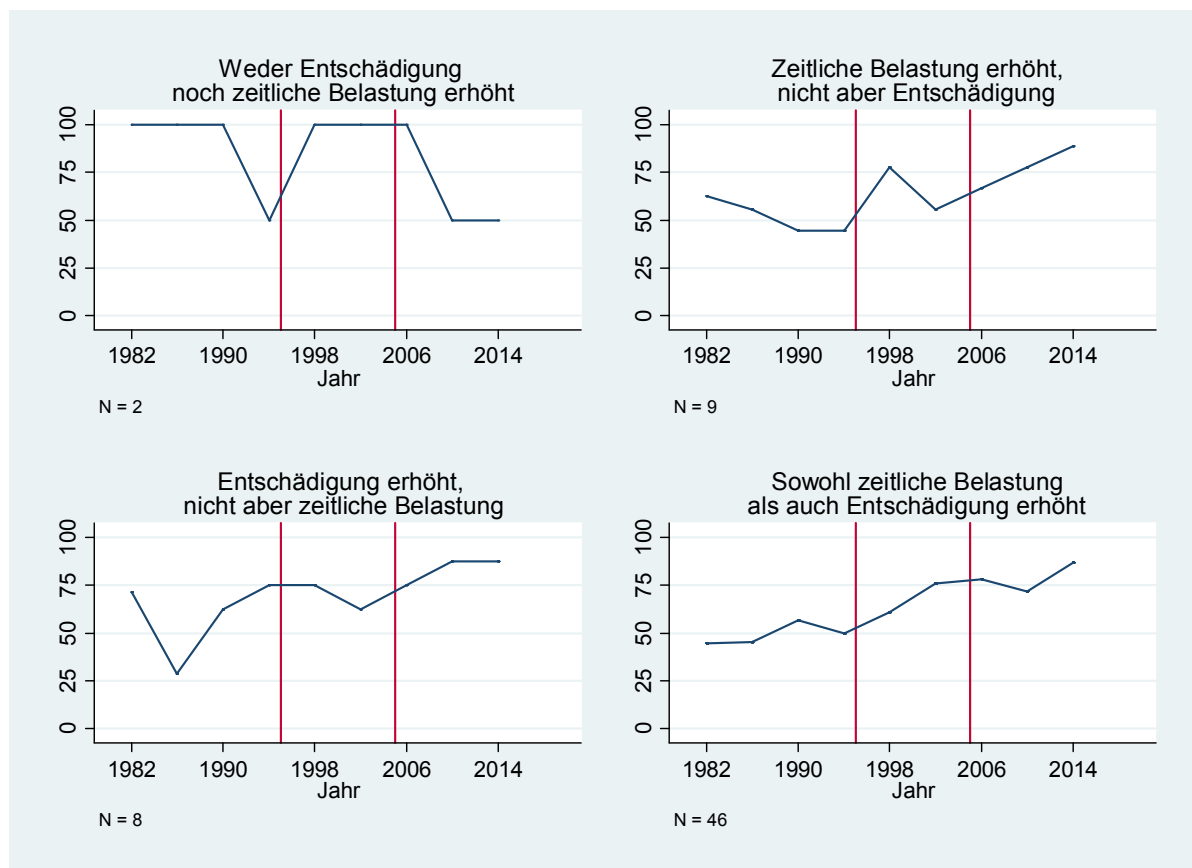 Weder Entschädigung
noch zeitliche Belastung erhöht
100
75
50
25
0
1982 1990 1998 2006 2014
Jahr
N = 2
Zeitliche Belastung erhöht,
nicht aber Entschädigung
100
75
50
25
0
1982 1990 1998 2006 2014
Jahr
N = 9
Entschädigung erhöht,
nicht aber zeitliche Belastung
100
75
50
25
0
1982 1990 1998 2006 2014
Jahr
N = 8
Sowohl zeitliche Belastung
als auch Entschädigung erhöht
100
75
50
25
0
1982 1990 1998 2006 2014
Jahr
N = 46